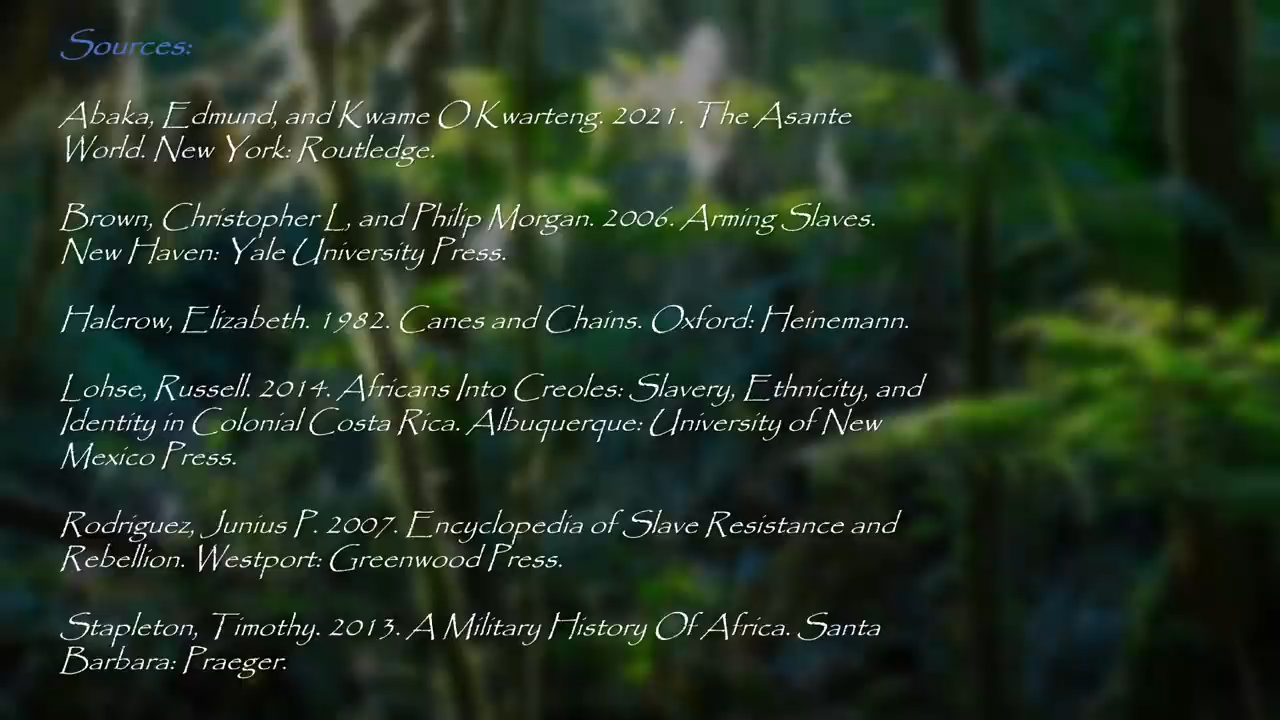 Sources:
Abaka, Edmund, and Kwame O Kwarteng. 2021. The Asante
World. New York: Routledge.
Brown, Christopher L, and Philip Morgan. 2006. Arming Slaves.
New Haven: Yale University Press.
Halcrow, Elizabeth. 1982. Canes and Chains. Oxford: Heinemann.
Lohse, Russell. 2014. Africans Into Creoles: Slavery, Ethnicity, and
Identity in Colonial Costa Rica. Albuquerque: University of New
Mexico Press.
Rodriguez, Junius P. 2007. Encyclopedia of Slave Resistance and
Rebellion. Westport: Greenwood Press.
Stapleton, Timothy. 2013. A Military History Of Africa. Santa
Barbara: Praeger.